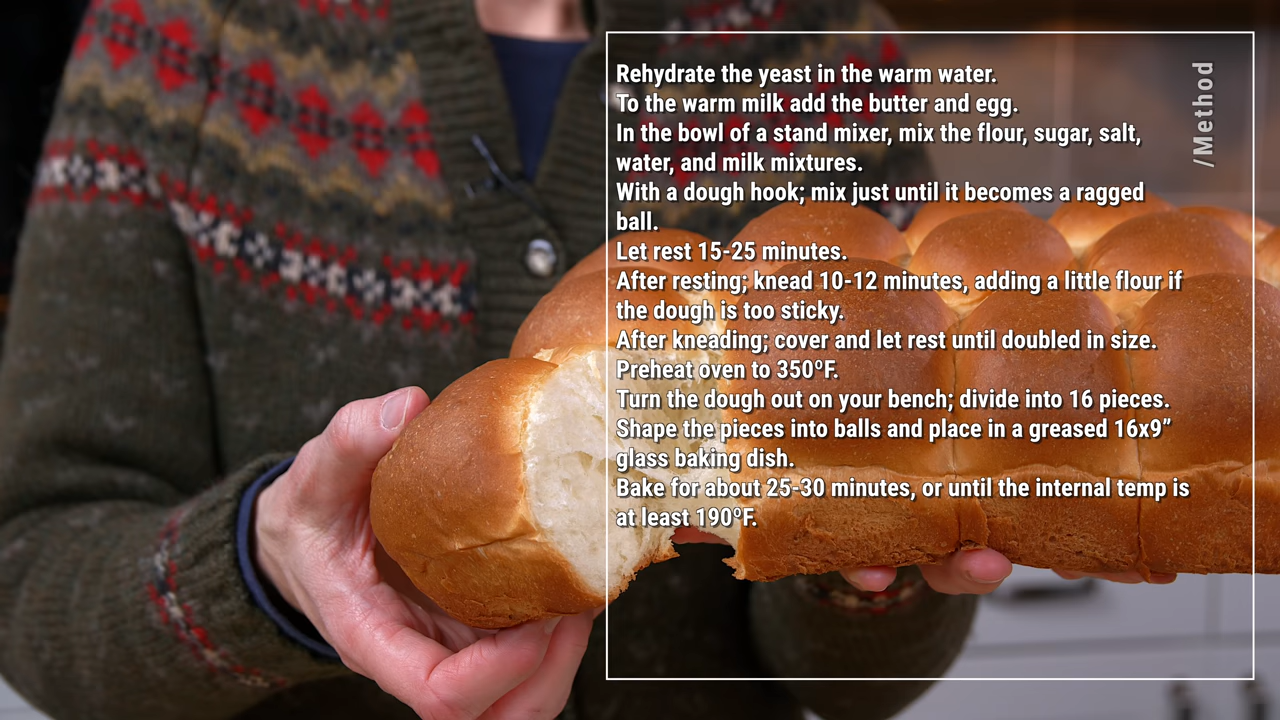 /Method
Rehydrate the yeast in the warm water.
To the warm milk add the butter and egg.
In the bowl of a stand mixer, mix the flour, sugar, salt,
water, and milk mixtures.
With a dough hook; mix just until it becomes a ragged
ball.
Let rest 15-25 minutes.
After resting; knead 10-12 minutes, adding a little flour if
the dough is too sticky.
After kneading; cover and let rest until doubled in size.
Preheat oven to 350ºF.
Turn the dough out on your bench; divide into 16 pieces.
Shape the pieces into balls and place in a greased 16x9”
glass baking dish.
Bake for about 25-30 minutes, or until the internal temp is
at least 190ºF.